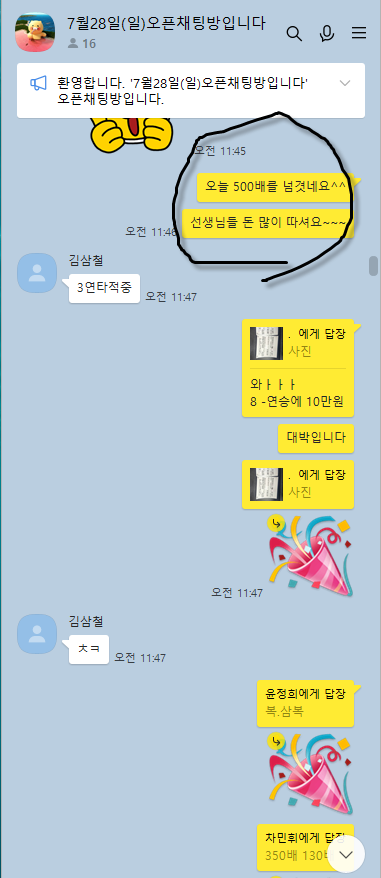 7월28일(일)오픈채팅방입니다
16
환영합니다. '7월28일(일)오픈채팅방입니다'
오픈채팅방입니다.
오전 11:45
오늘 500배를 넘겻네요^^
선생님들 돈 많이 따셔요~~~
오전 11:46
김삼철
3연타적중
오전 11:47
. 에게 답장
사진
와ㅏㅏㅏ
8 -연승에 10만원
대박입니다
. 에게 답장
사진
오전 11:47
김삼철
ㅊㅋ
오전 11:47
윤정희에게 답장
복.삼복
차민휘에게 답장
350배 130